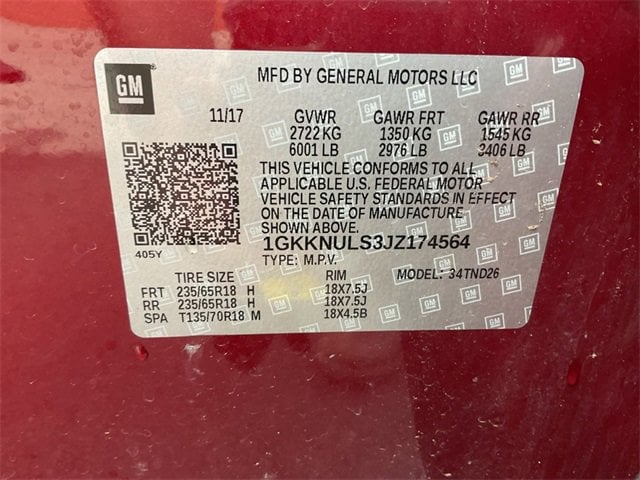 GM
MFD BY GENERAL MOTORS LLC
11/17 GVWR GAWR FRT GAWR RR
2722 KG 1350 KG 1545 KG
6001 LB 2976 LB 3406 LB
THIS VEHICLE CONFORMS TO ALL
APPLICABLE U.S. FEDERAL MOTOR
VEHICLE SAFETY STANDARDS IN EFFECT
ON THE DATE OF MANUFACTURE
SHOWN ABOVE.
1GKKNULS3JZ174564
405Y
TYPE: M.P.V. MODEL: 34TND26
TIRE SIZE RIM
FRT 235/65R18 H 18X7.5J
RR 235/65R18 H 18X7.5J
SPA T135/70R18 M 18X4.5B